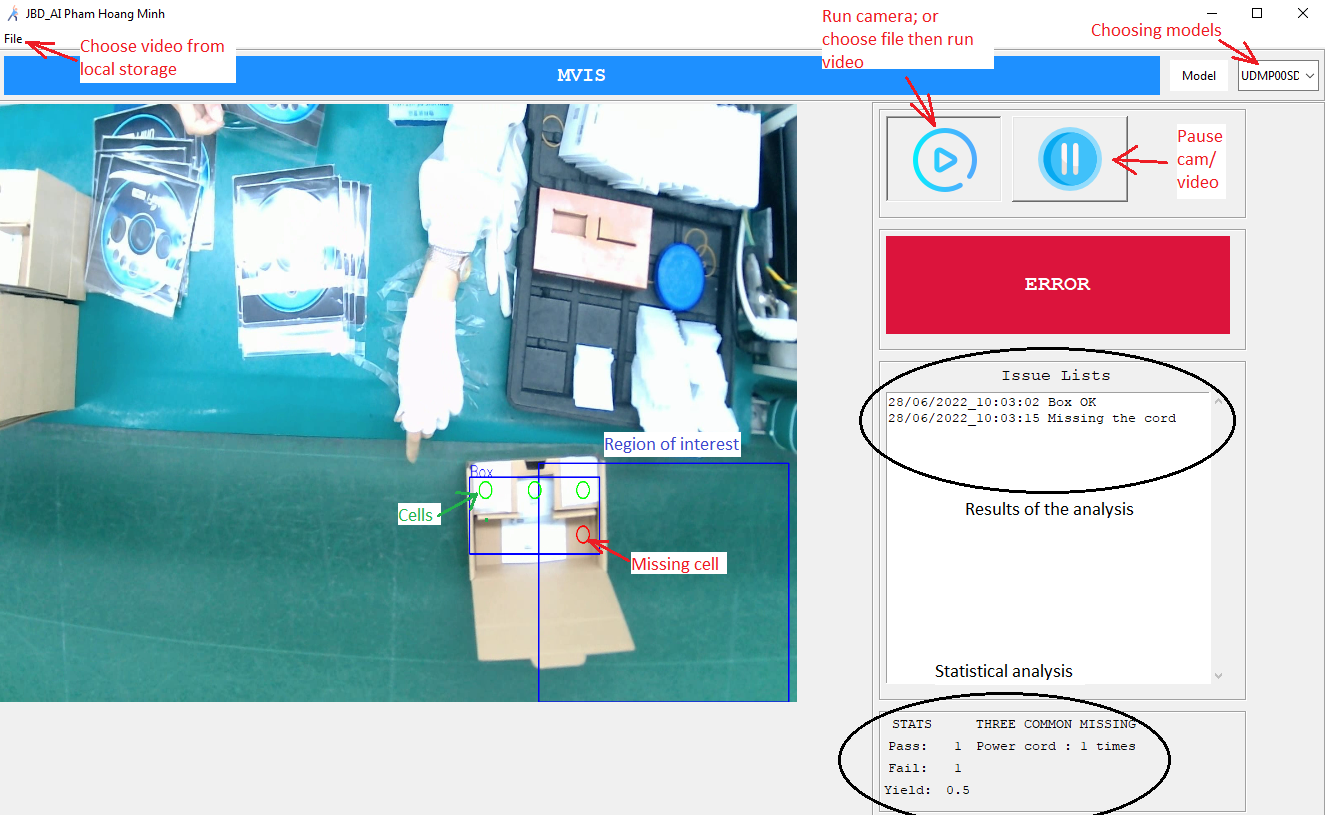 JBD_AI Pham Hoang Minh
File
Choose video from
local storage
Run camera; or
choose file then run
video
Choosing models
MVIS
Model
UDMP00SD
Pause
cam/
video
ERROR
Issue Lists
28/06/2022_10:03:02 Box OK
28/06/2022_10:03:15 Missing the cord
Region of interest
Box
Cells
Missing cell
Results of the analysis
Statistical analysis
STATS THREE COMMON MISSING
Pass: 1 Power cord : 1 times
Fail: 1
Yield: 0.5